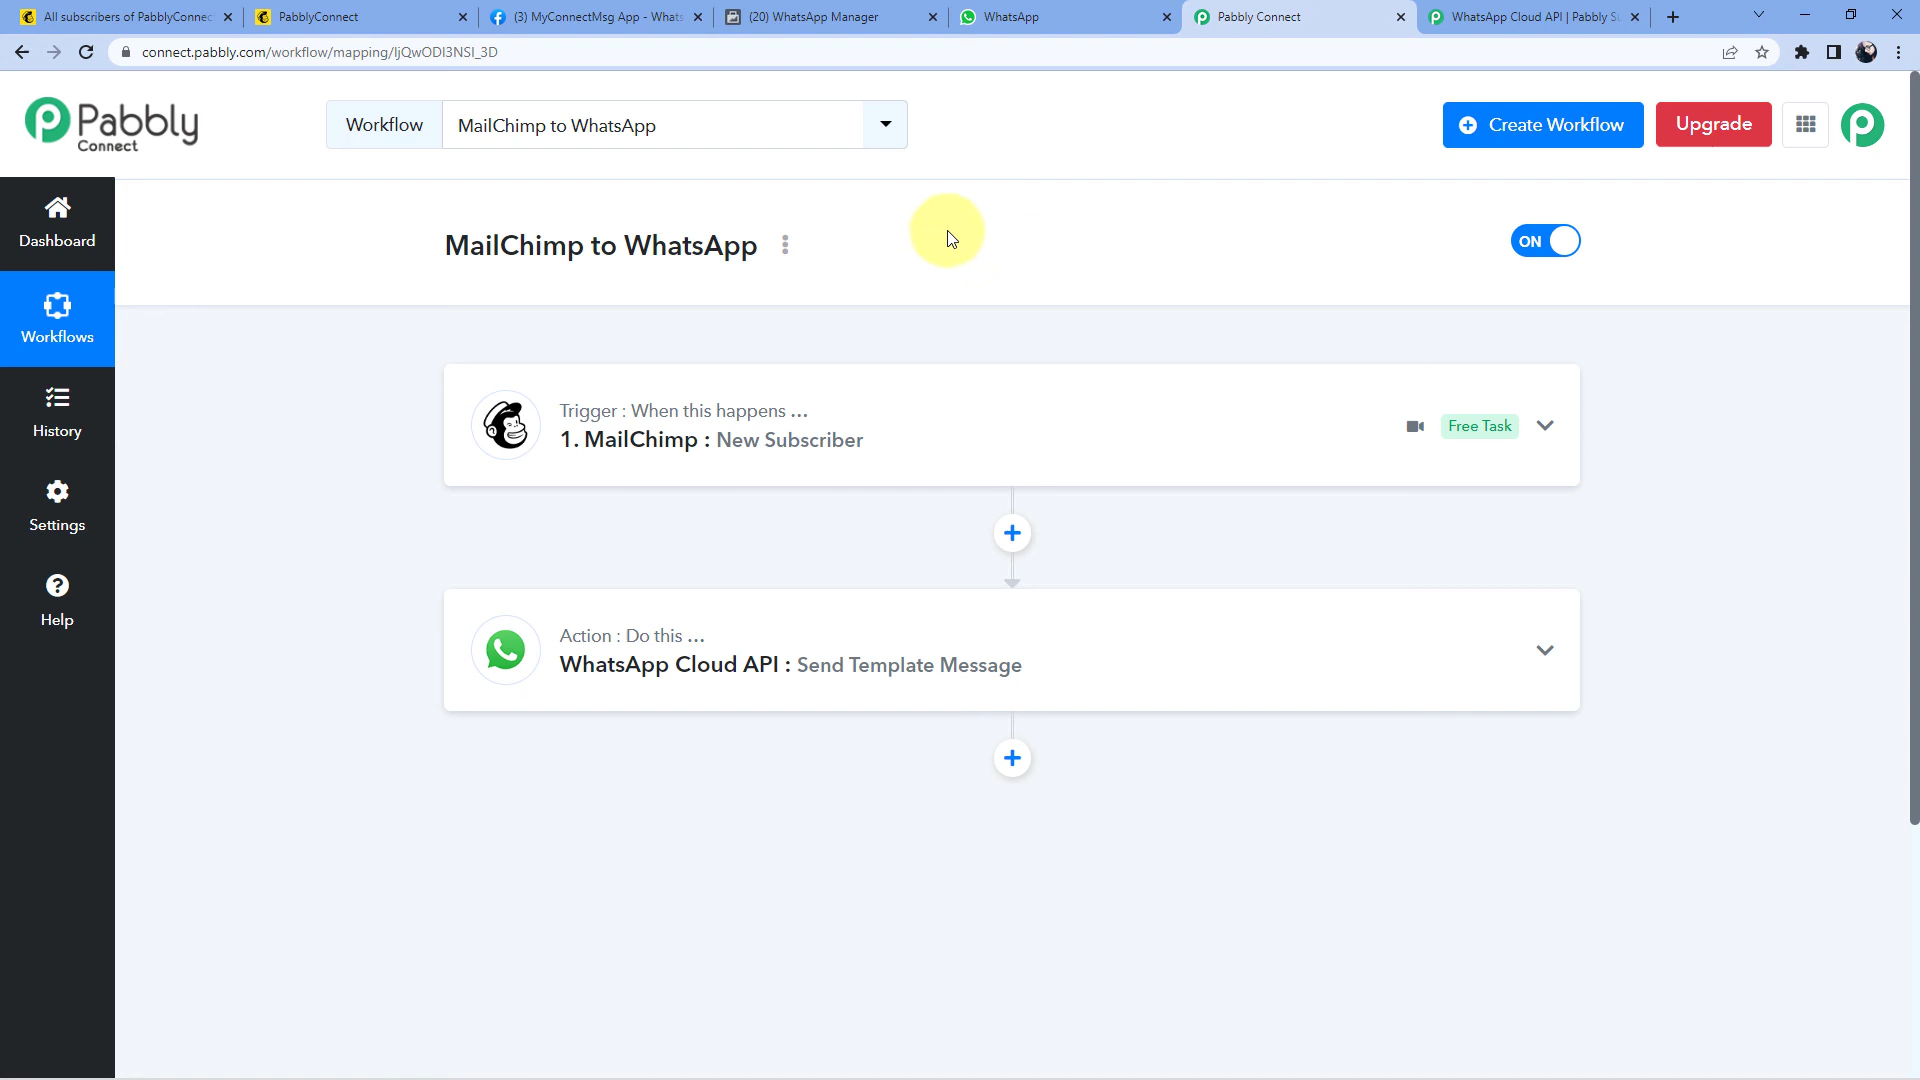 All subscribers of PabblyConnec
PabblyConnect
(3) MyConnectMsg App - Whats
(20) WhatsApp Manager
WhatsApp
Pabbly Connect
WhatsApp Cloud API | Pabbly Su
connect.pabbly.com/workflow/mapping/IjQwODI3NSI_3D
Pabbly
Connect
Workflow
MailChimp to WhatsApp
Create Workflow
Upgrade
Dashboard
Workflows
History
Settings
Help
MailChimp to WhatsApp
ON
Trigger : When this happens ...
1. MailChimp : New Subscriber
Free Task
Action : Do this ...
WhatsApp Cloud API : Send Template Message